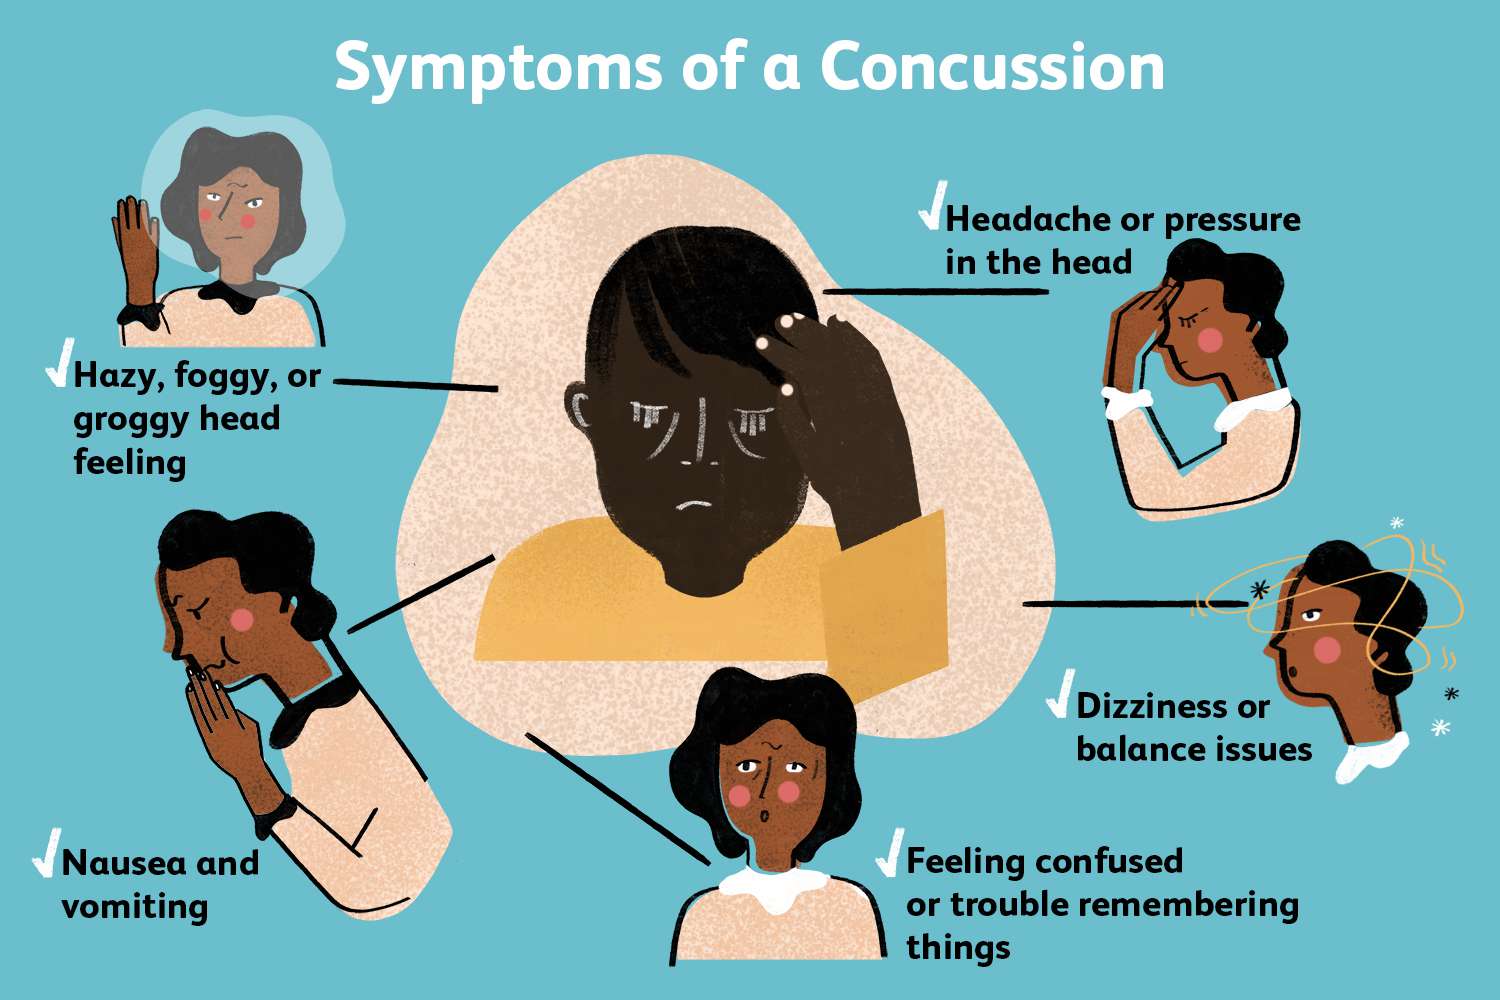 Symptoms of a Concussion
Headache or pressure
in the head
Hazy, foggy, or
groggy head
feeling
Dizziness or
balance issues
Nausea and
vomiting
Feeling confused
or trouble remembering
things